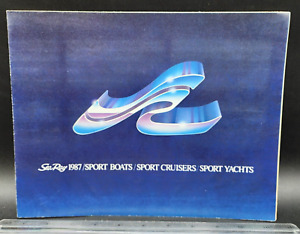 Sea Ray 1987/SPORT BOATS/SPORT CRUISERS, SPORT YACHTS